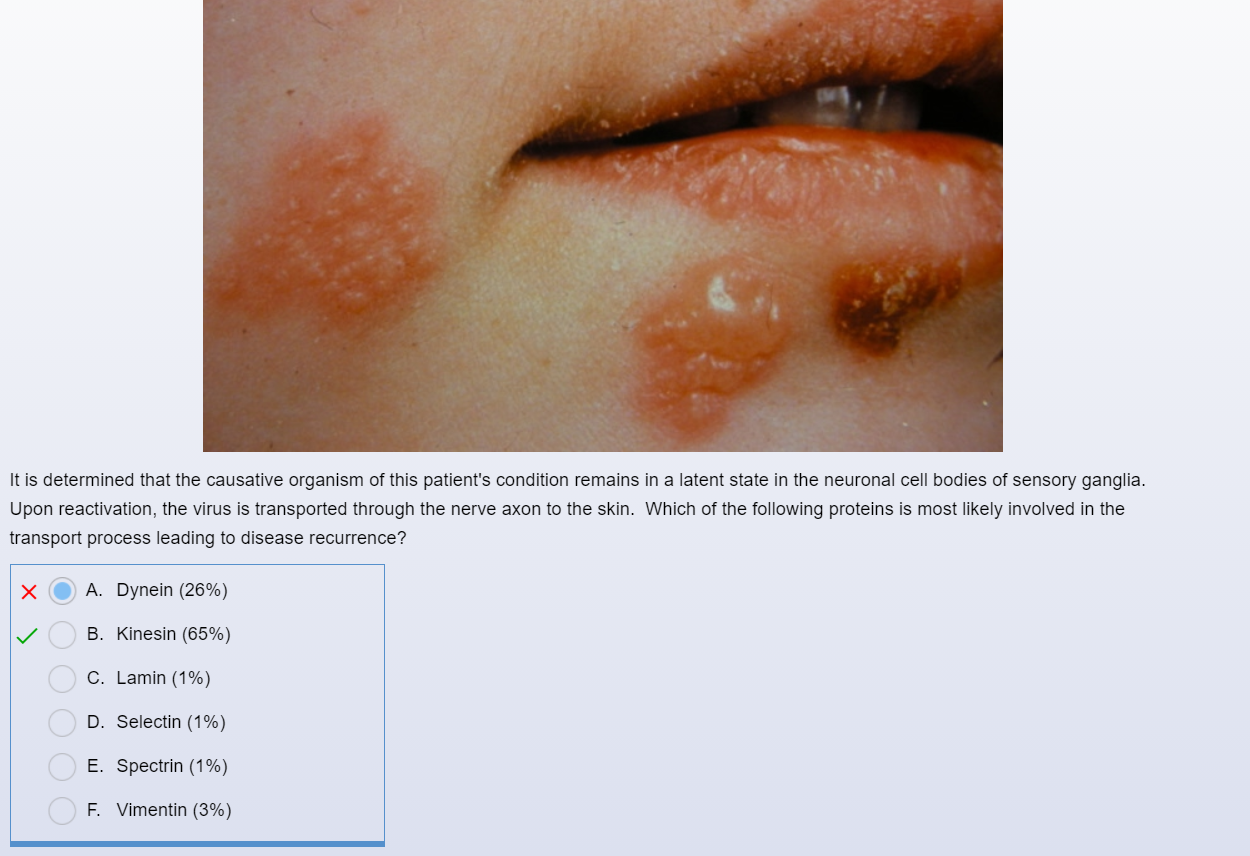 It is determined that the causative organism of this patient's condition remains in a latent state in the neuronal cell bodies of sensory ganglia.
Upon reactivation, the virus is transported through the nerve axon to the skin.  Which of the following proteins is most likely involved in the
transport process leading to disease recurrence?
A. Dynein (26%)
B. Kinesin (65%)
C. Lamin (1%)
D. Selectin (1%)
E. Spectrin (1%)
F. Vimentin (3%)